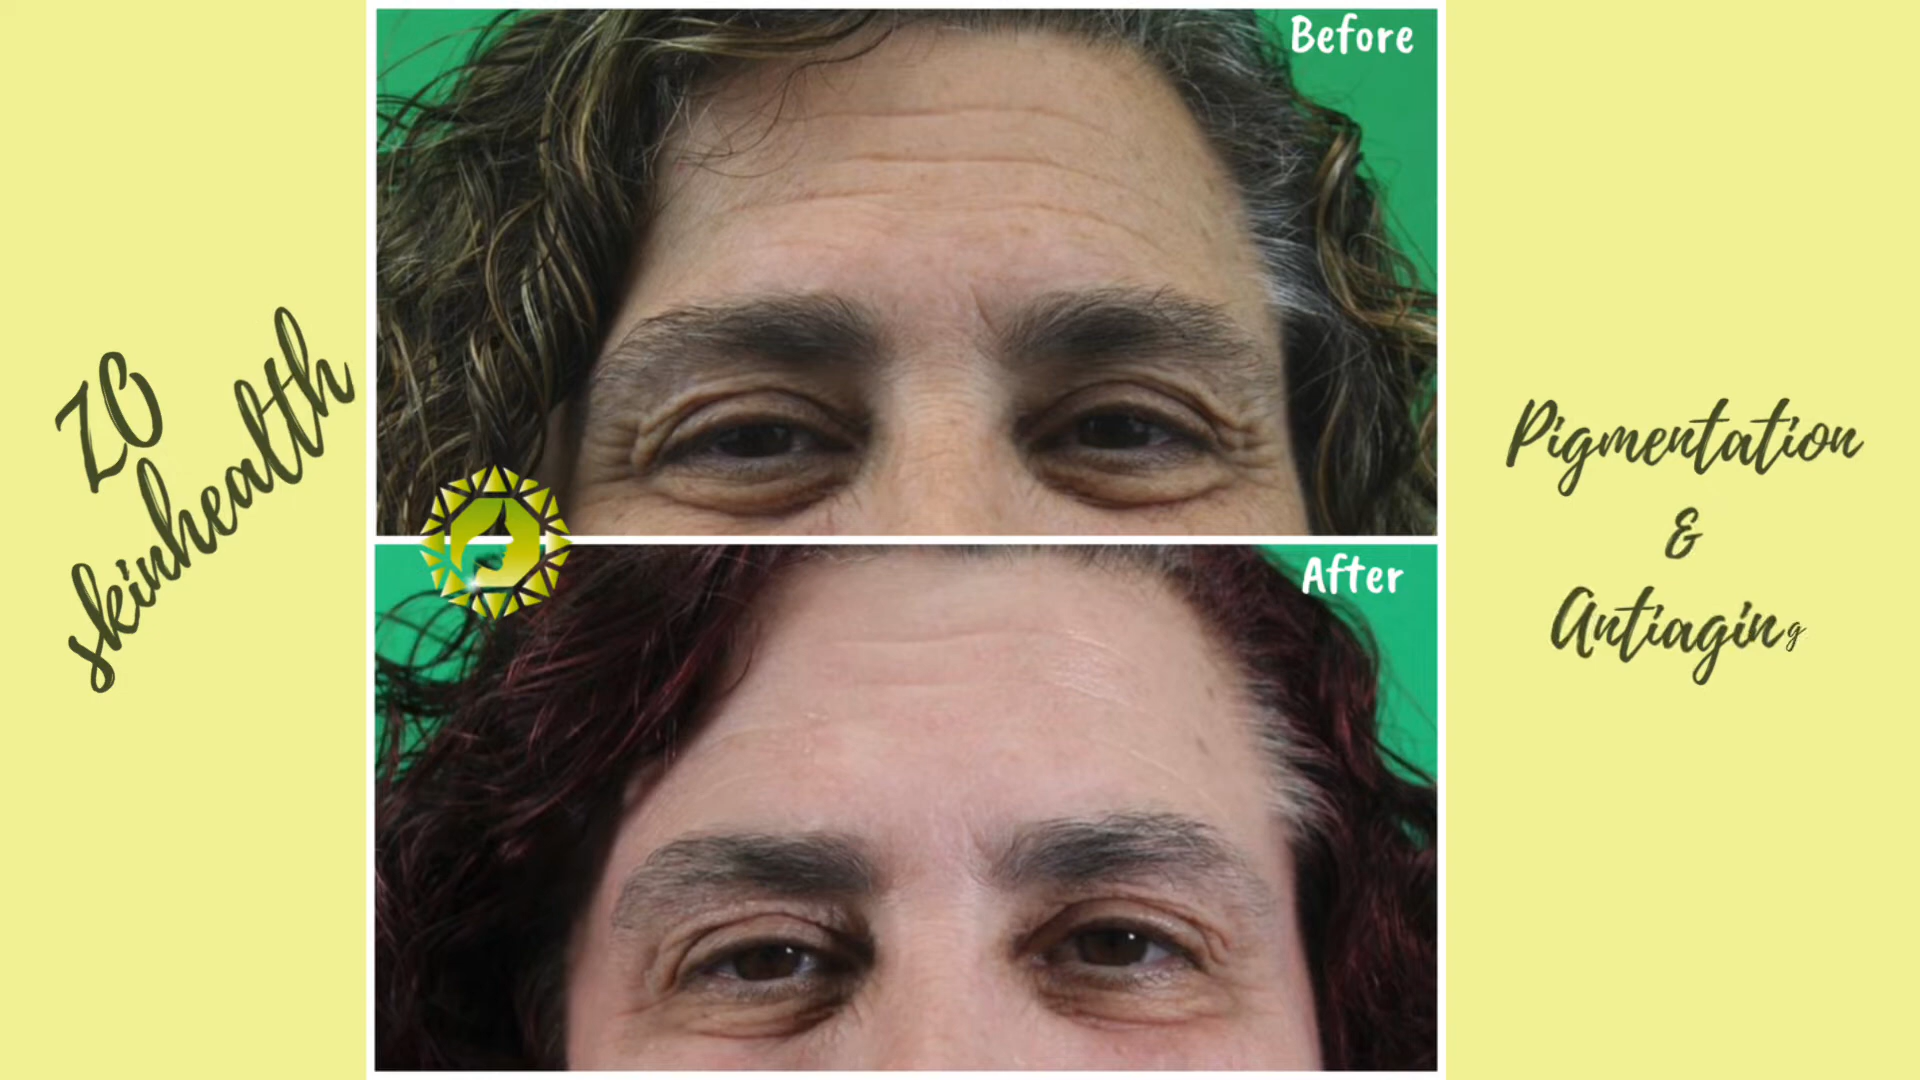 ZO
skinhealth
Before
After
Pigmentation
&
Antiaging